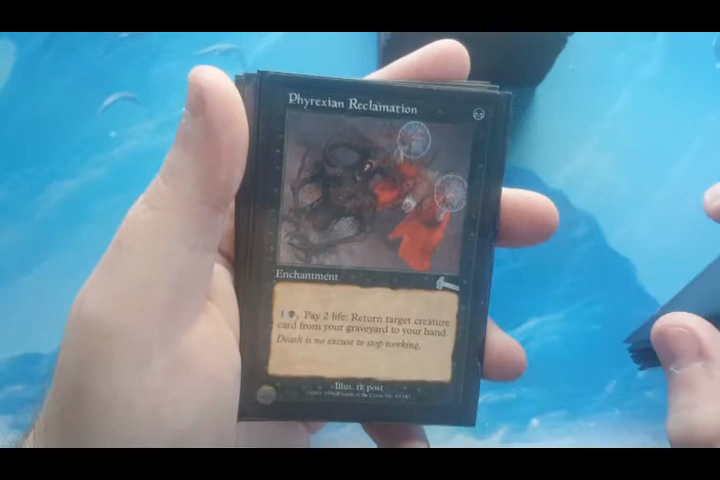 Phyrexian Reclamation
Enchantment
1 , Pay 2 life: Return target creature
card from your graveyard to your hand.
Death is no excuse to stop working.
Illus. rk post